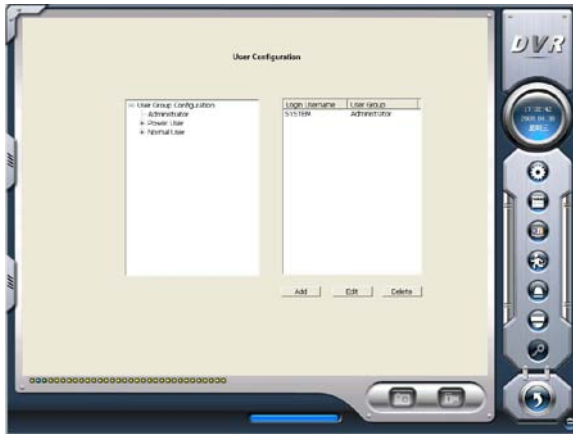 DVR
User Configuration
User Group Configuration
Administrator
Power User
Normal User
Login Username User Group
SYSTEM Administrator
Add Edit Delete